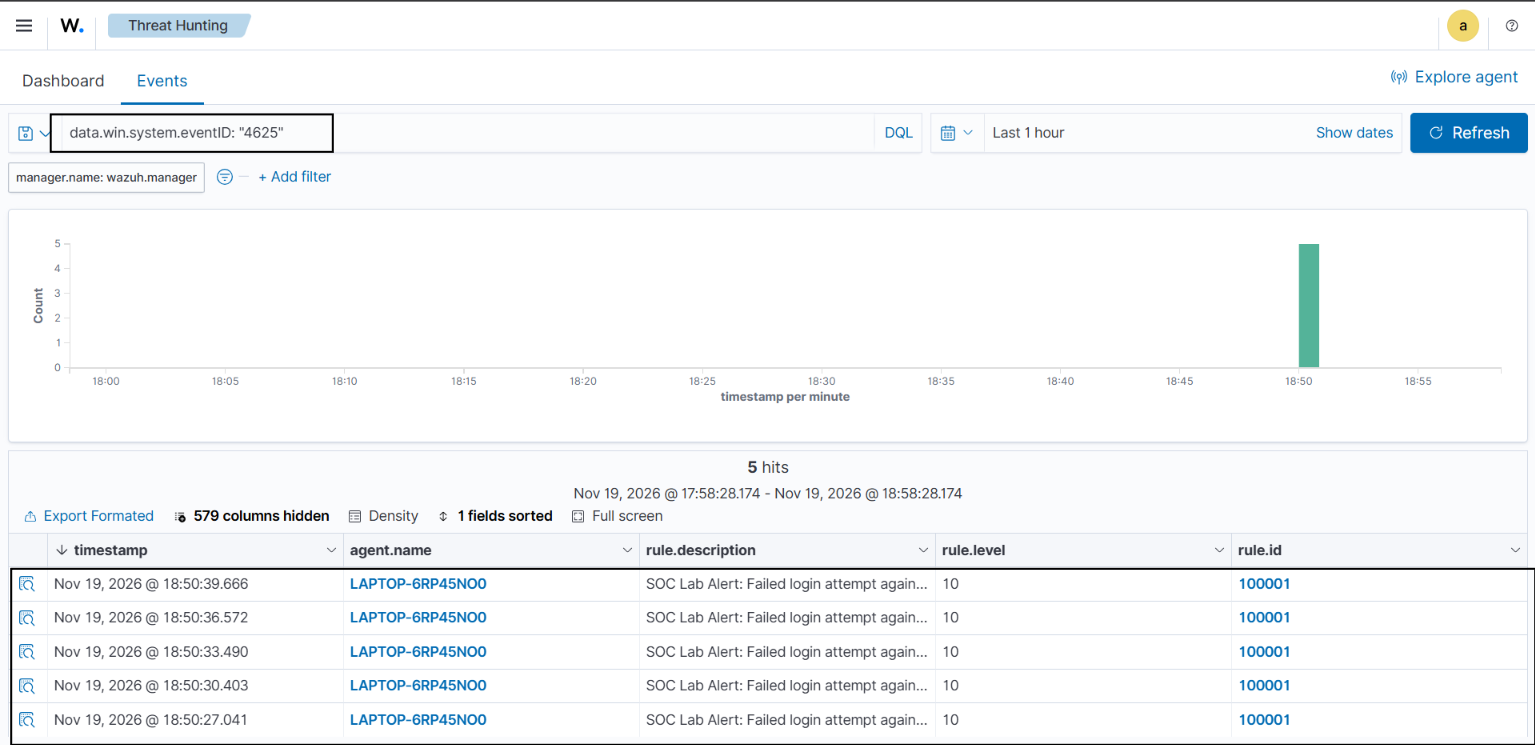 W. Threat Hunting a
Dashboard Events Explore agent
data.win.system.eventID: "4625" DQL Last 1 hour Show dates Refresh
manager.name: wazuh.manager + Add filter
5
4
3
2
1
0
Count
18:00 18:05 18:10 18:15 18:20 18:25 18:30 18:35 18:40 18:45 18:50 18:55
timestamp per minute
5 hits
Nov 19, 2026 @ 17:58:28.174 - Nov 19, 2026 @ 18:58:28.174
Export Formated 579 columns hidden Density 1 fields sorted Full screen
timestamp agent.name rule.description rule.level rule.id
Nov 19, 2026 @ 18:50:39.666 LAPTOP-6RP45NO0 SOC Lab Alert: Failed login attempt again... 10 100001
Nov 19, 2026 @ 18:50:36.572 LAPTOP-6RP45NO0 SOC Lab Alert: Failed login attempt again... 10 100001
Nov 19, 2026 @ 18:50:33.490 LAPTOP-6RP45NO0 SOC Lab Alert: Failed login attempt again... 10 100001
Nov 19, 2026 @ 18:50:30.403 LAPTOP-6RP45NO0 SOC Lab Alert: Failed login attempt again... 10 100001
Nov 19, 2026 @ 18:50:27.041 LAPTOP-6RP45NO0 SOC Lab Alert: Failed login attempt again... 10 100001